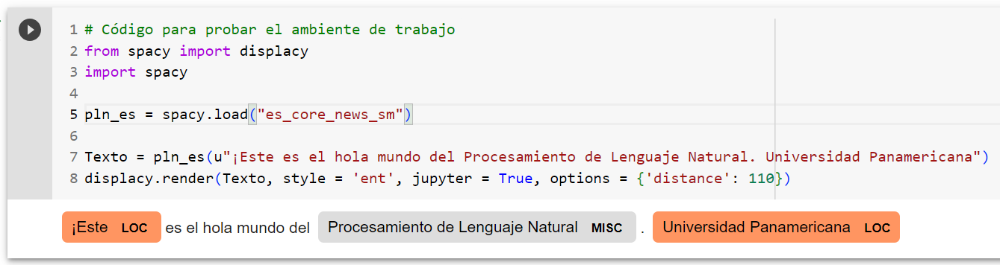 1 # Código para probar el ambiente de trabajo
2 from spacy import displacy
3 import spacy
4
5 pln_es = spacy.load("es_core_news_sm")
6
7 Texto = pln_es(u"¡Este es el hola mundo del Procesamiento de Lenguaje Natural. Universidad Panamericana")
8 displacy.render(Texto, style = 'ent', jupyter = True, options = {'distance': 110})
¡Este LOC es el hola mundo del Procesamiento de Lenguaje Natural MISC . Universidad Panamericana LOC